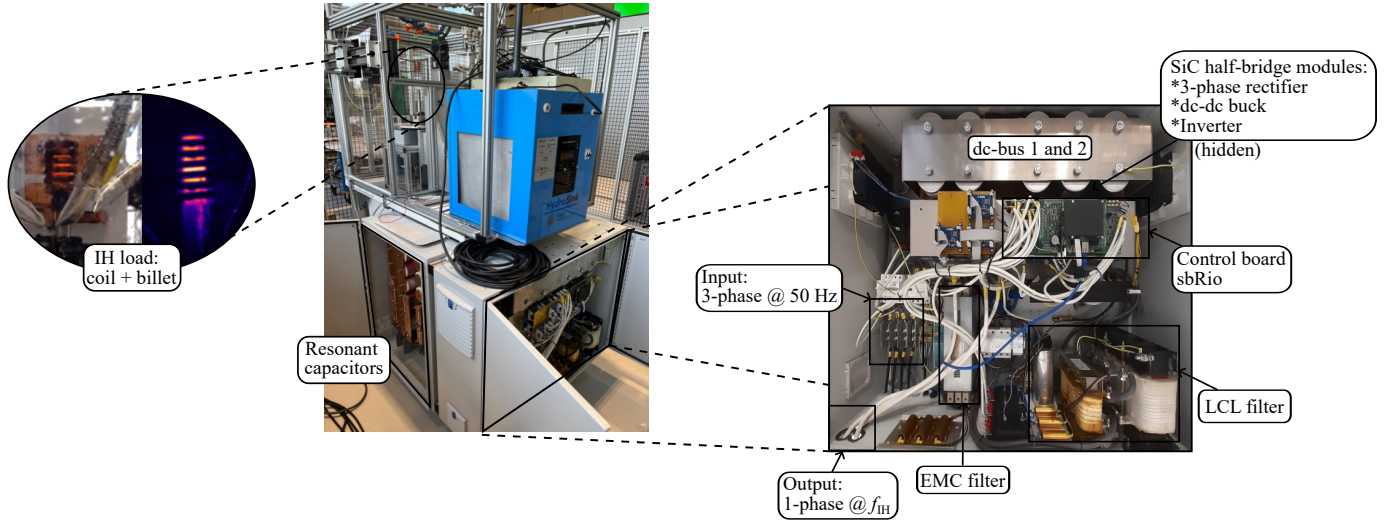 SiC half-bridge modules:
*3-phase rectifier
*dc-dc buck
*Inverter
(hidden)
dc-bus 1 and 2
HydroSink
IH load:
coil + billet
Input:
3-phase @ 50 Hz
Control board
sbRio
Resonant
capacitors
LCL filter
EMC filter
Output:
1-phase @ fIH